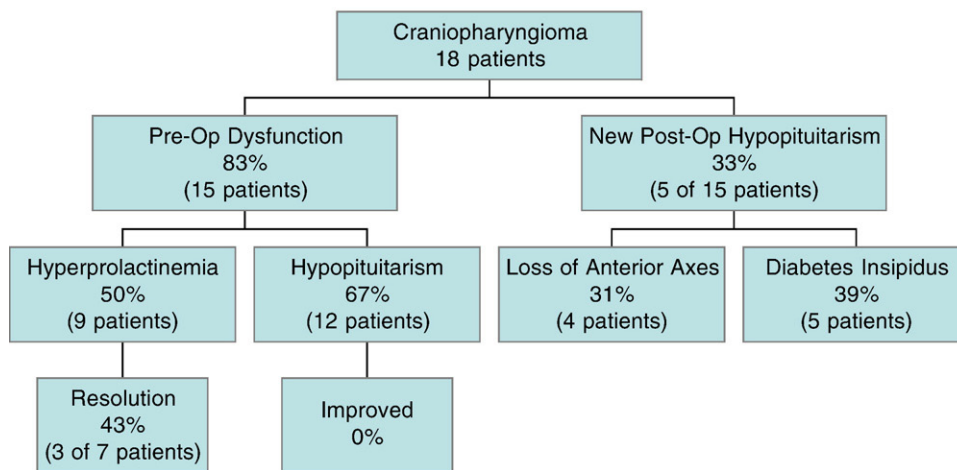 Craniopharyngioma
18 patients
Pre-Op Dysfunction
83%
(15 patients)
New Post-Op Hypopituitarism
33%
(5 of 15 patients)
Hyperprolactinemia
50%
(9 patients)
Hypopituitarism
67%
(12 patients)
Loss of Anterior Axes
31%
(4 patients)
Diabetes Insipidus
39%
(5 patients)
Resolution
43%
(3 of 7 patients)
Improved
0%